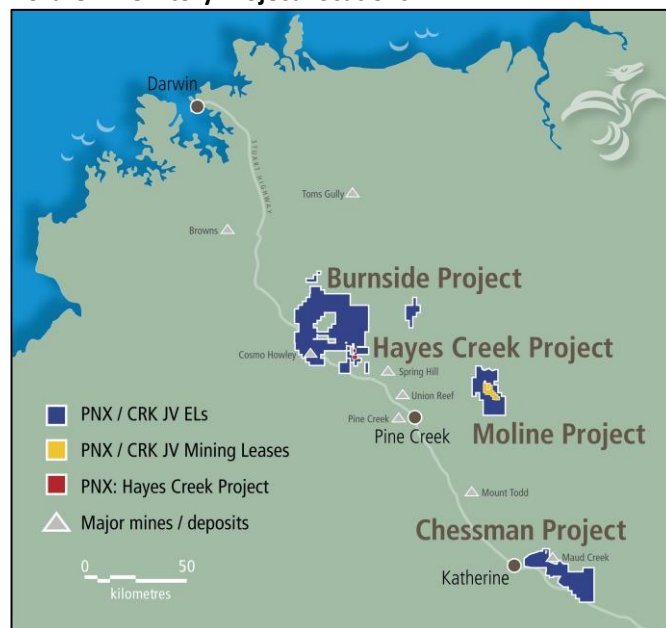 Darwin
STUART HIGHWAY
Toms Gully
Browns
Burnside Project
Cosmo Howley
Hayes Creek Project
Spring Hill
Union Reef
Pine Creek
Pine Creek
Moline Project
PNX / CRK JV ELs
PNX / CRK JV Mining Leases
PNX: Hayes Creek Project
Major mines / deposits
Mount Todd
Chessman Project
Maud Creek
Katherine
0 50
kilometres